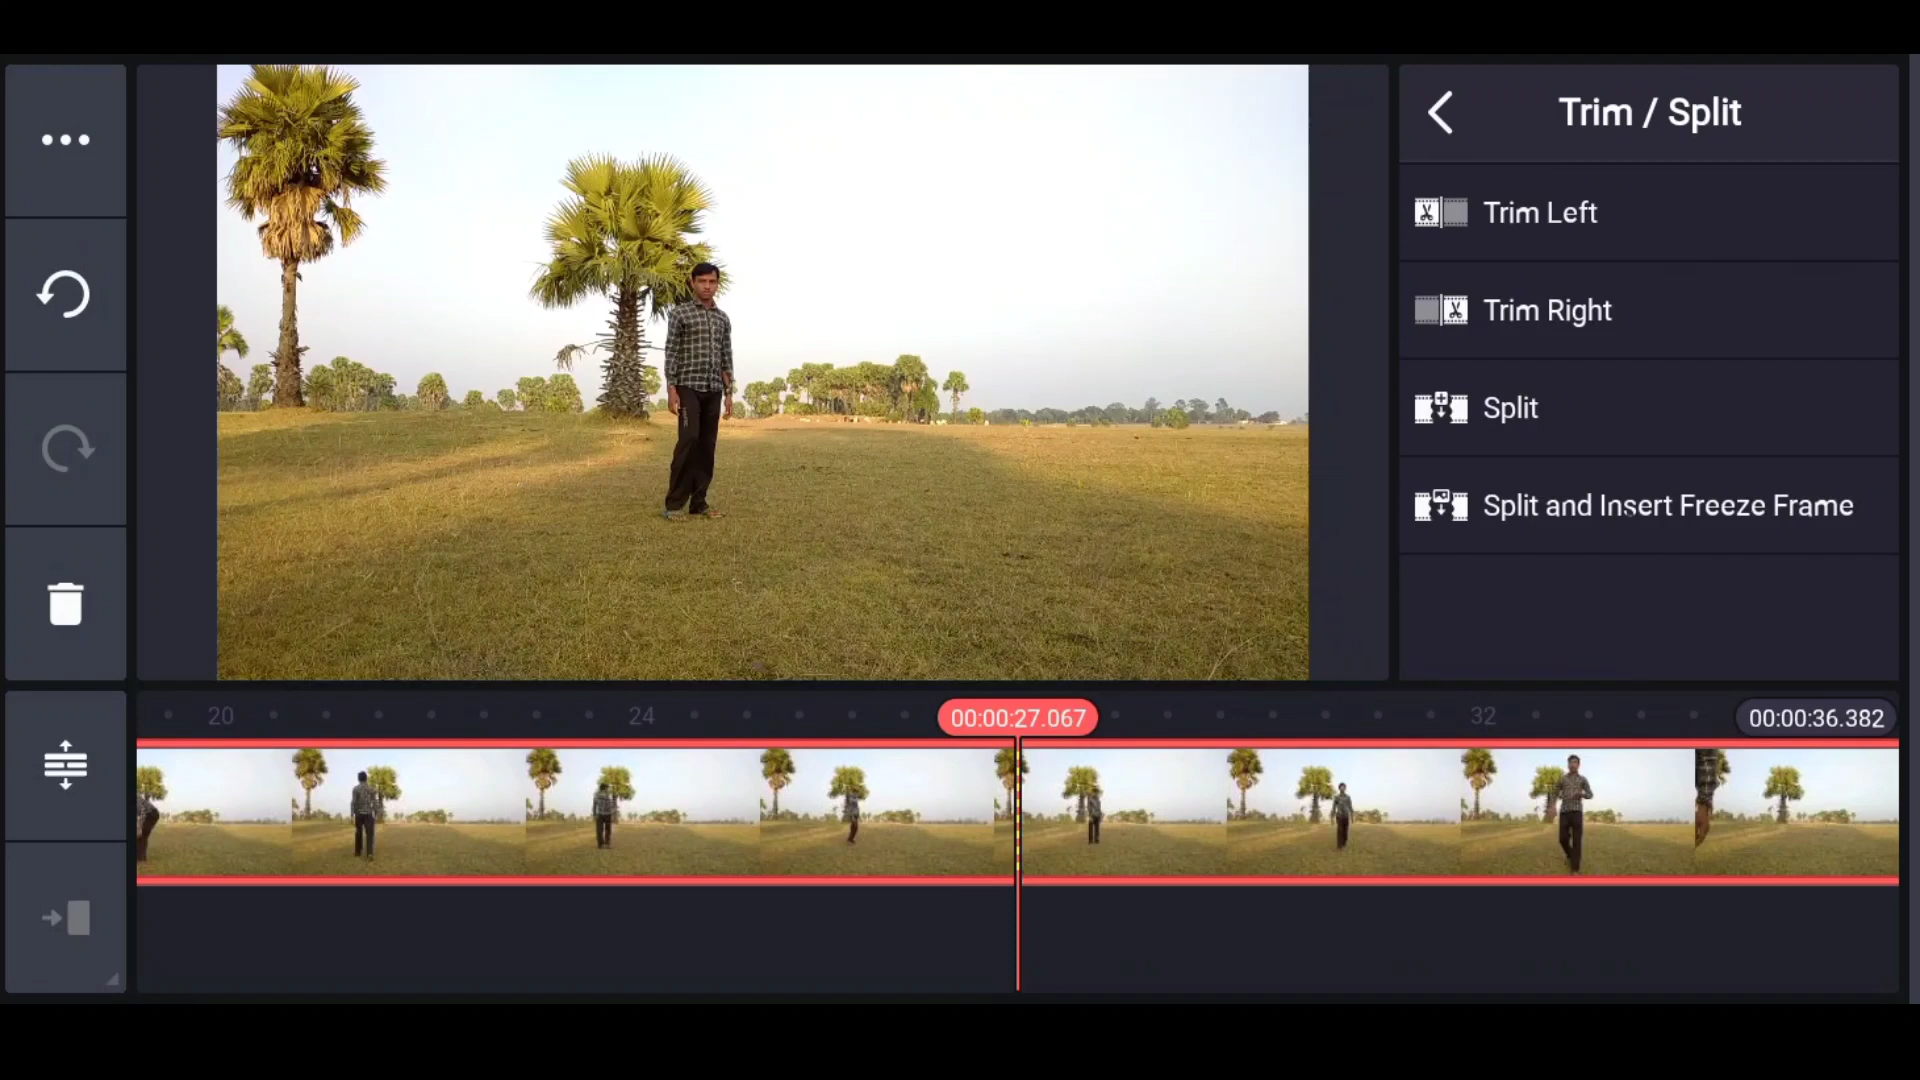 Trim / Split
Trim Left
Trim Right
Split
Split and Insert Freeze Frame
20
24
00:00:27.067
32
00:00:36.382